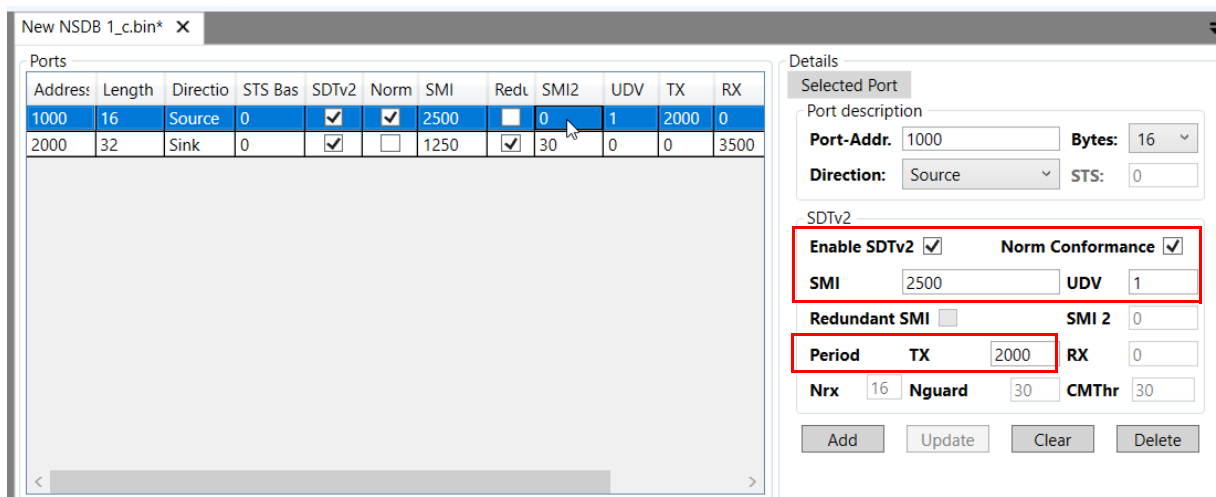 New NSDB 1_c.bin* ✕
Ports
Address Length Directio STS Bas SDTv2 Norm SMI Redu SMI2 UDV TX RX
1000 16 Source 0 2500 0 1 2000 0
2000 32 Sink 0 1250 30 0 0 3500
Details
Selected Port
Port description
Port-Addr. 1000 Bytes: 16
Direction: Source STS: 0
SDTv2
Enable SDTv2 Norm Conformance
SMI 2500 UDV 1
Redundant SMI SMI 2 0
Period TX 2000 RX 0
Nrx 16 Nguard 30 CMThr 30
Add Update Clear Delete